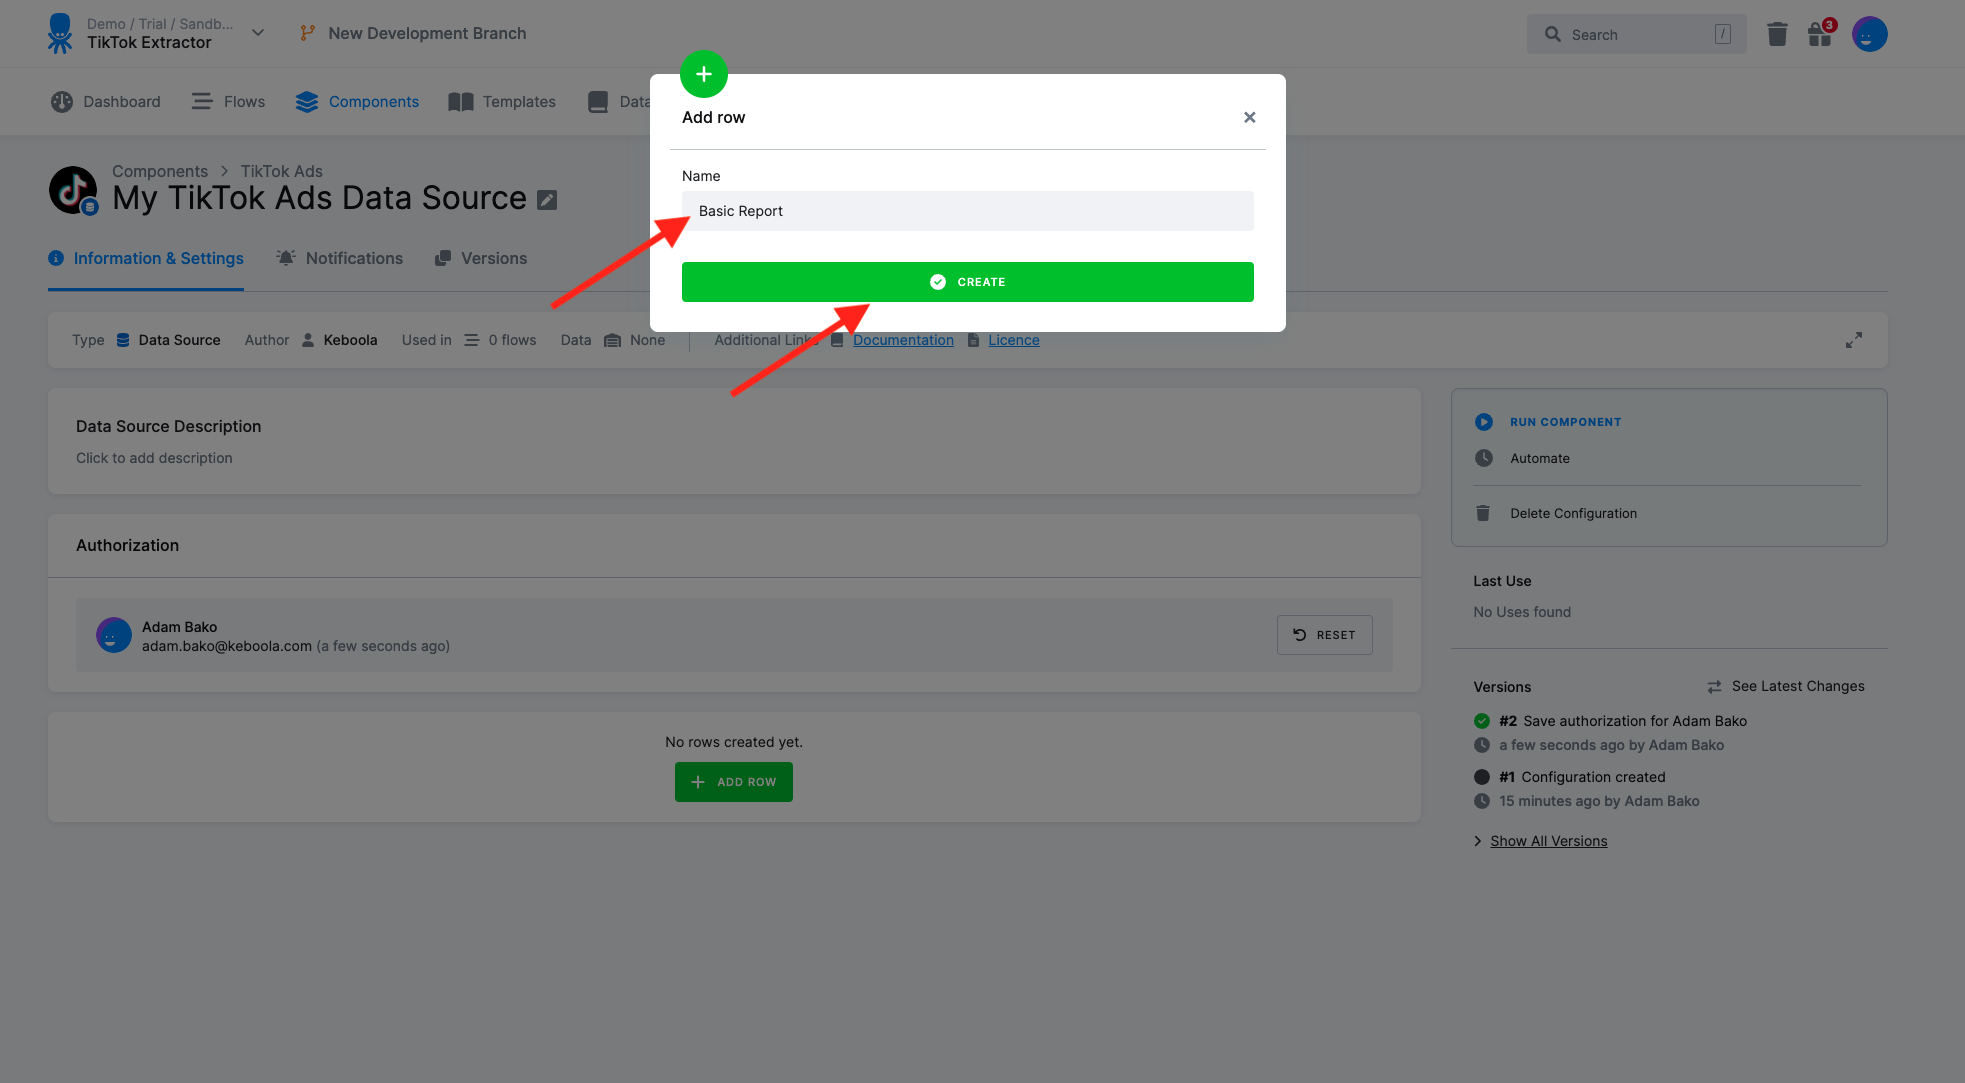 Demo / Trial / Sandb...
TikTok Extractor
New Development Branch
Search
/
3
Dashboard
Flows
Components
Templates
Data
Add row
Name
Basic Report
CREATE
Components > TikTok Ads
My TikTok Ads Data Source
Information & Settings
Notifications
Versions
Type Data Source Author Keboola Used in 0 flows Data None Additional Links Documentation Licence
Data Source Description
Click to add description
RUN COMPONENT
Automate
Delete Configuration
Authorization
Adam Bako
adam.bako@keboola.com (a few seconds ago)
RESET
No rows created yet.
ADD ROW
Last Use
No Uses found
Versions
See Latest Changes
#2 Save authorization for Adam Bako
a few seconds ago by Adam Bako
#1 Configuration created
15 minutes ago by Adam Bako
Show All Versions